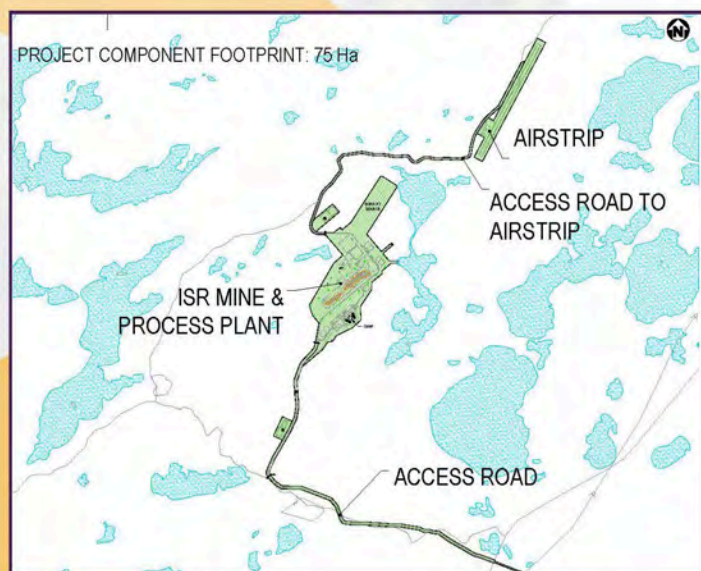 N
PROJECT COMPONENT FOOTPRINT: 75 Ha
AIRSTRIP
ACCESS ROAD TO
AIRSTRIP
ISR MINE &
PROCESS PLANT
ACCESS ROAD